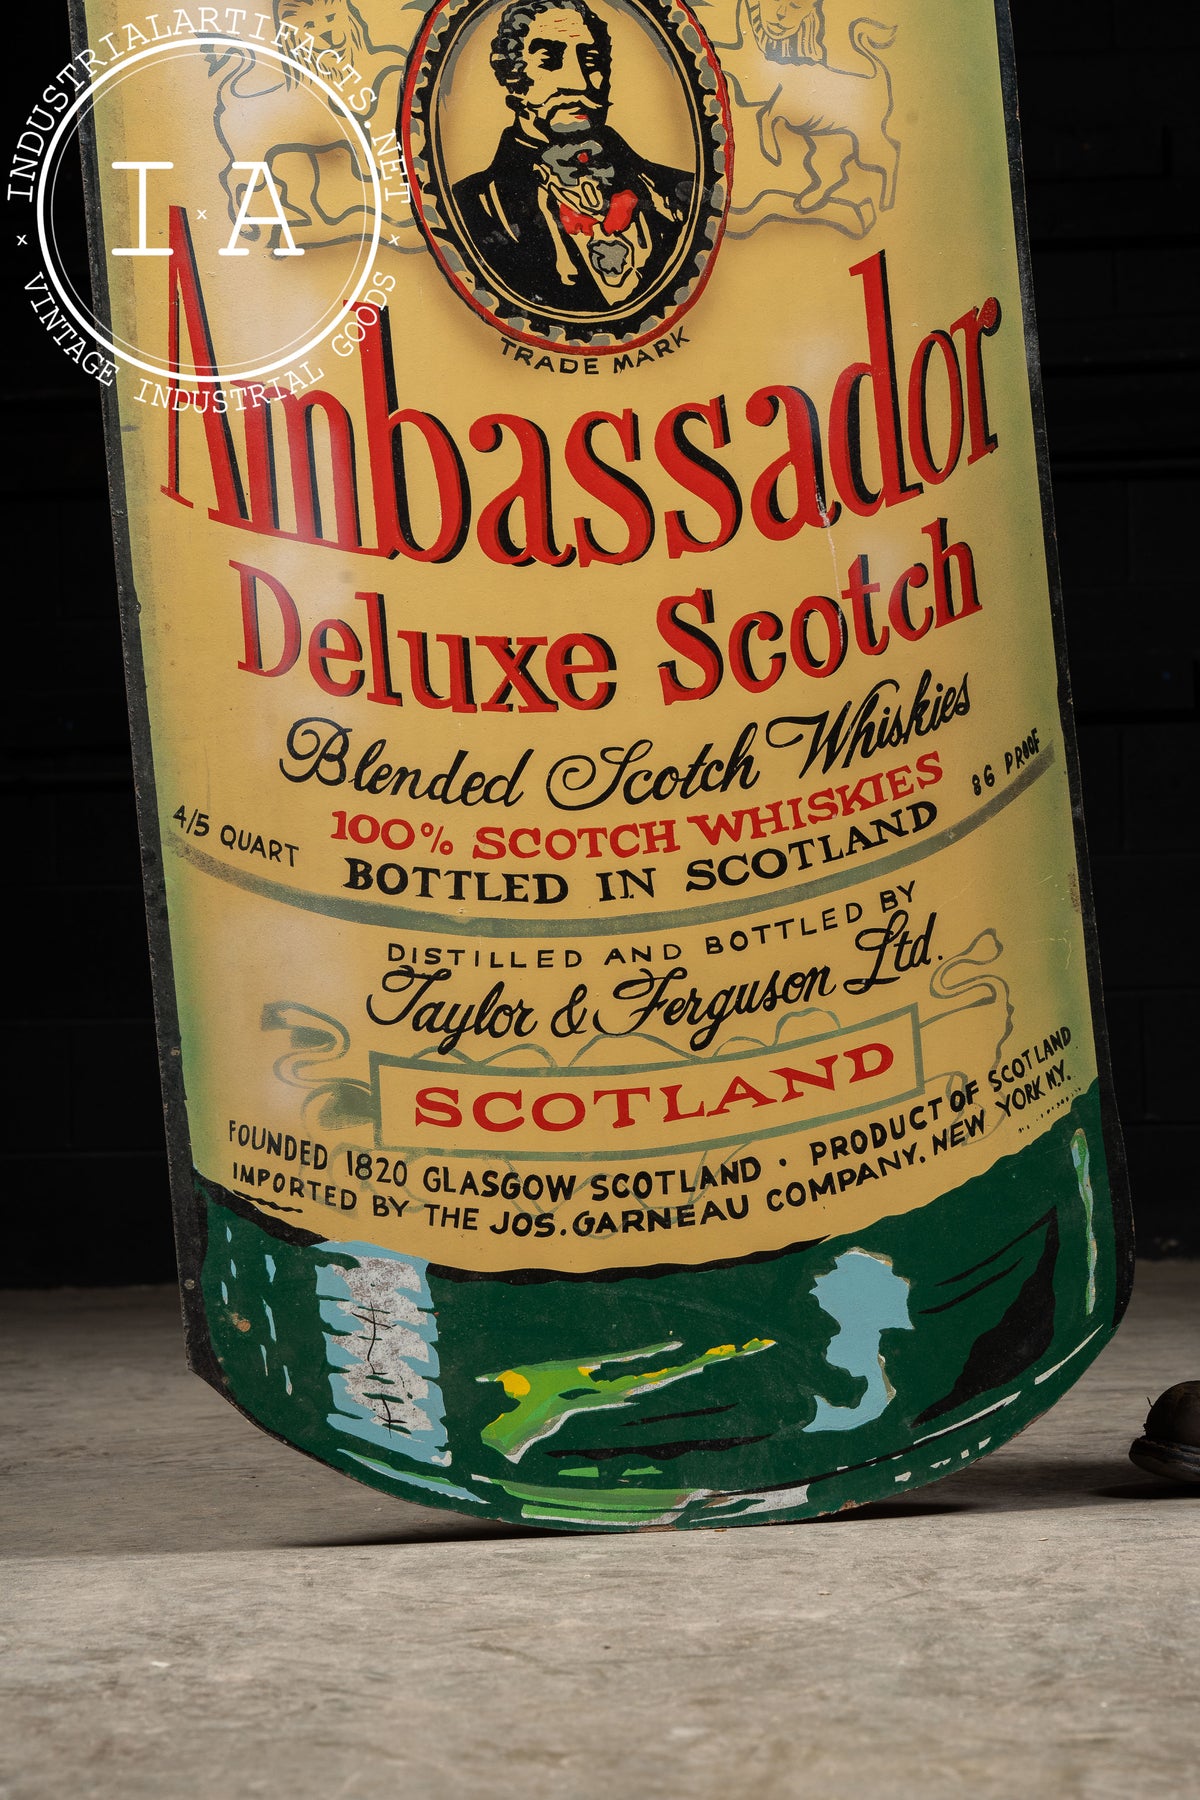 INDUSTRIALARTIFACTS.NET
I x A
x VINTAGE INDUSTRIAL GOODS x
TRADE MARK
Ambassador
Deluxe Scotch
Blended Scotch Whiskies
4/5 QUART
100% SCOTCH WHISKIES
86 PROOF
BOTTLED IN SCOTLAND
DISTILLED AND BOTTLED BY
Taylor & Ferguson Ltd.
SCOTLAND
FOUNDED 1820 GLASGOW SCOTLAND · PRODUCT OF SCOTLAND
IMPORTED BY THE JOS. GARNEAU COMPANY, NEW YORK N.Y.